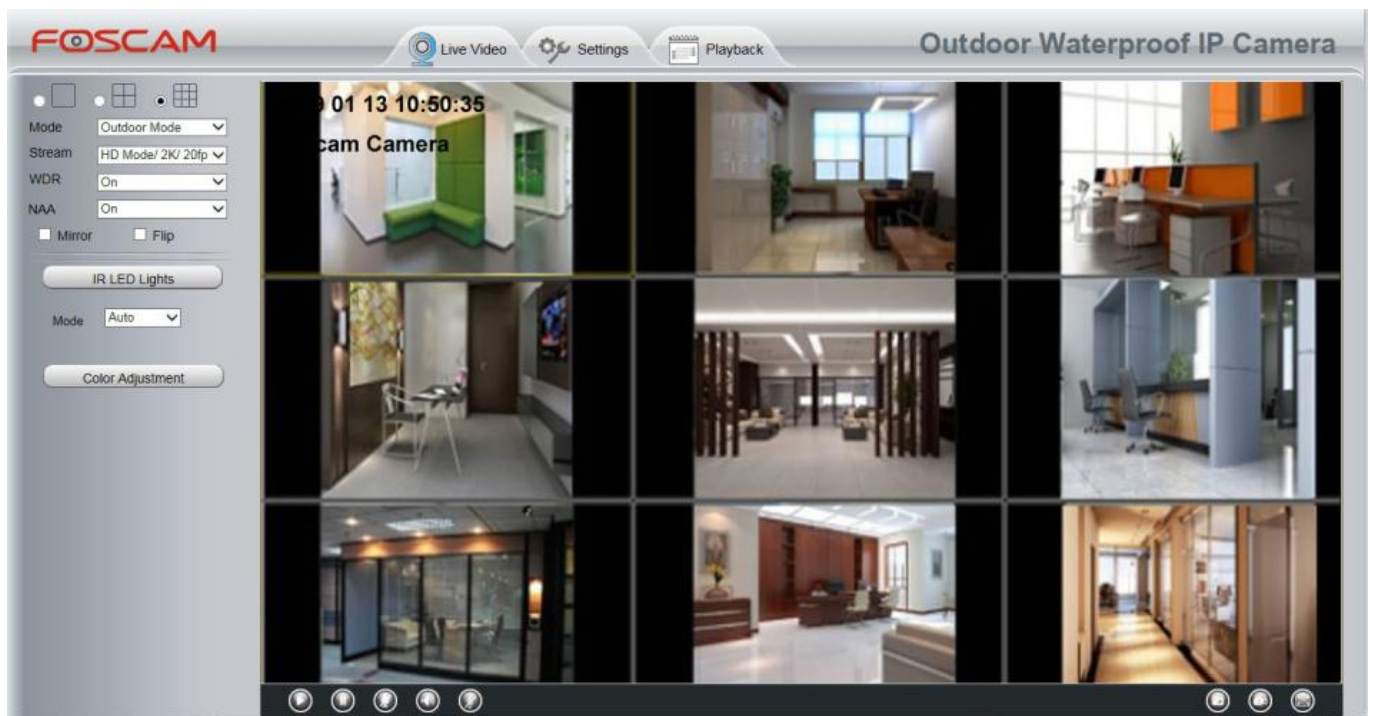 FOSCAM
Live Video
Settings
Playback
Outdoor Waterproof IP Camera
Mode
Outdoor Mode
Stream
HD Mode/ 2K/ 20fp
WDR
On
NAA
On
Mirror
Flip
IR LED Lights
Mode
Auto
Color Adjustment
01 13 10:50:35
cam Camera